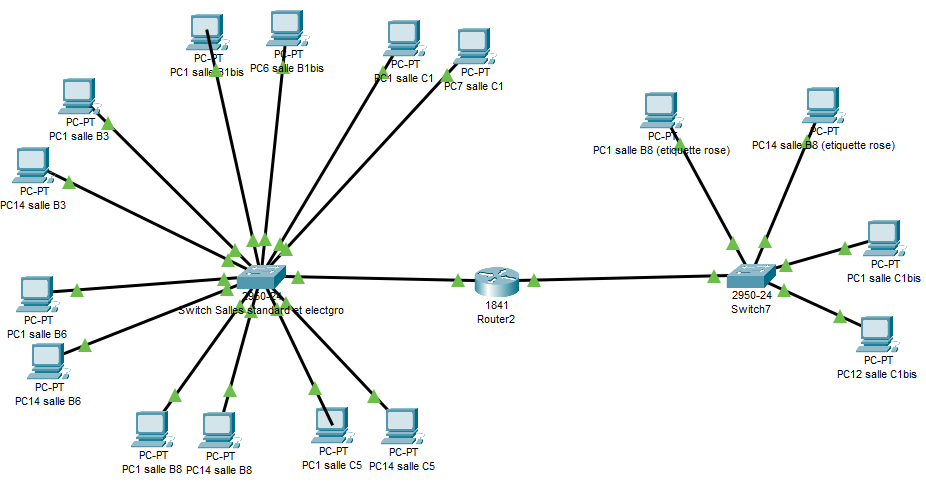 PC-PT
PC1 salle B1bis
PC-PT
PC6 salle B1bis
PC-PT
PC1 salle C1
PC-PT
PC7 salle C1
PC-PT
PC1 salle B3
PC-PT
PC14 salle B3
PC-PT
PC1 salle B8 (etiquette rose)
PC-PT
PC14 salle B8 (etiquette rose)
PC-PT
PC1 salle C1bis
2950-24
Switch Salles standard et electgro
1841
Router2
2950-24
Switch7
PC-PT
PC1 salle B6
PC-PT
PC14 salle B6
PC-PT
PC12 salle C1bis
PC-PT
PC1 salle B8
PC-PT
PC14 salle B8
PC-PT
PC1 salle C5
PC-PT
PC14 salle C5